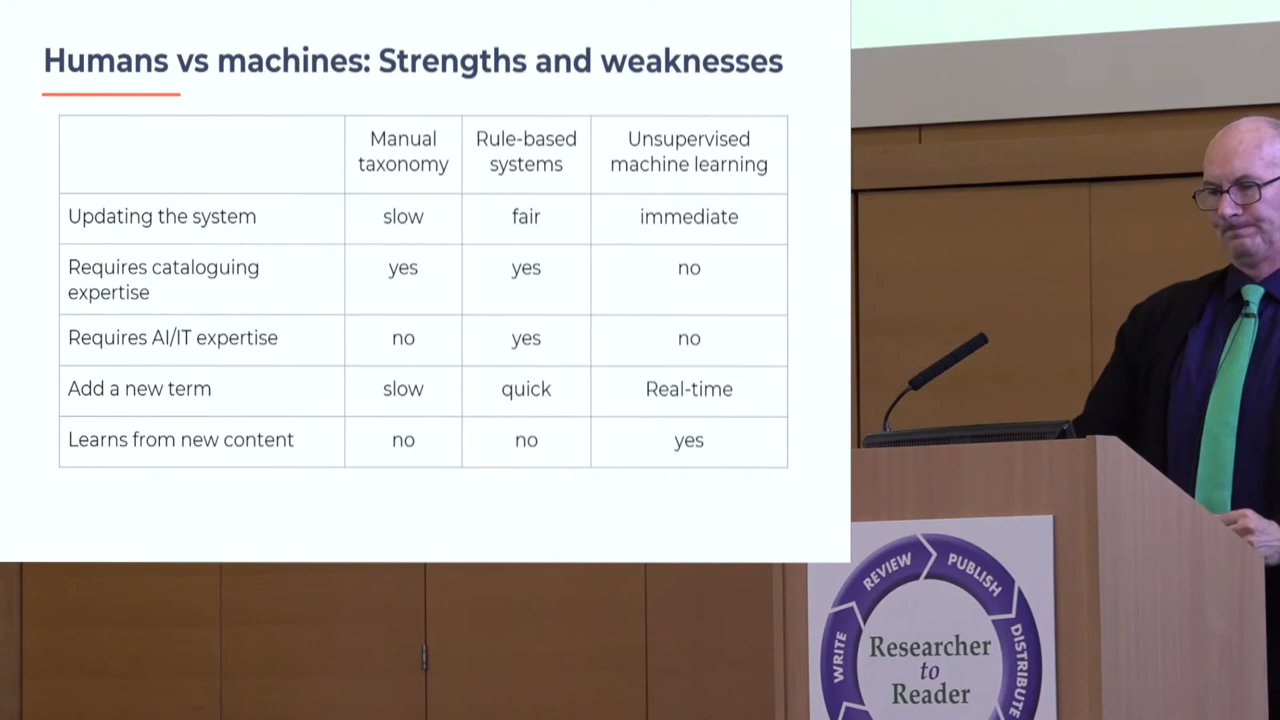 Humans vs machines: Strengths and weaknesses
Manual taxonomy
Rule-based systems
Unsupervised machine learning
Updating the system
slow
fair
immediate
Requires cataloguing expertise
yes
yes
no
Requires AI/IT expertise
no
yes
no
Add a new term
slow
quick
Real-time
Learns from new content
no
no
yes
WRITE
REVIEW
PUBLISH
DISTRIBUTE
Researcher
to
Reader